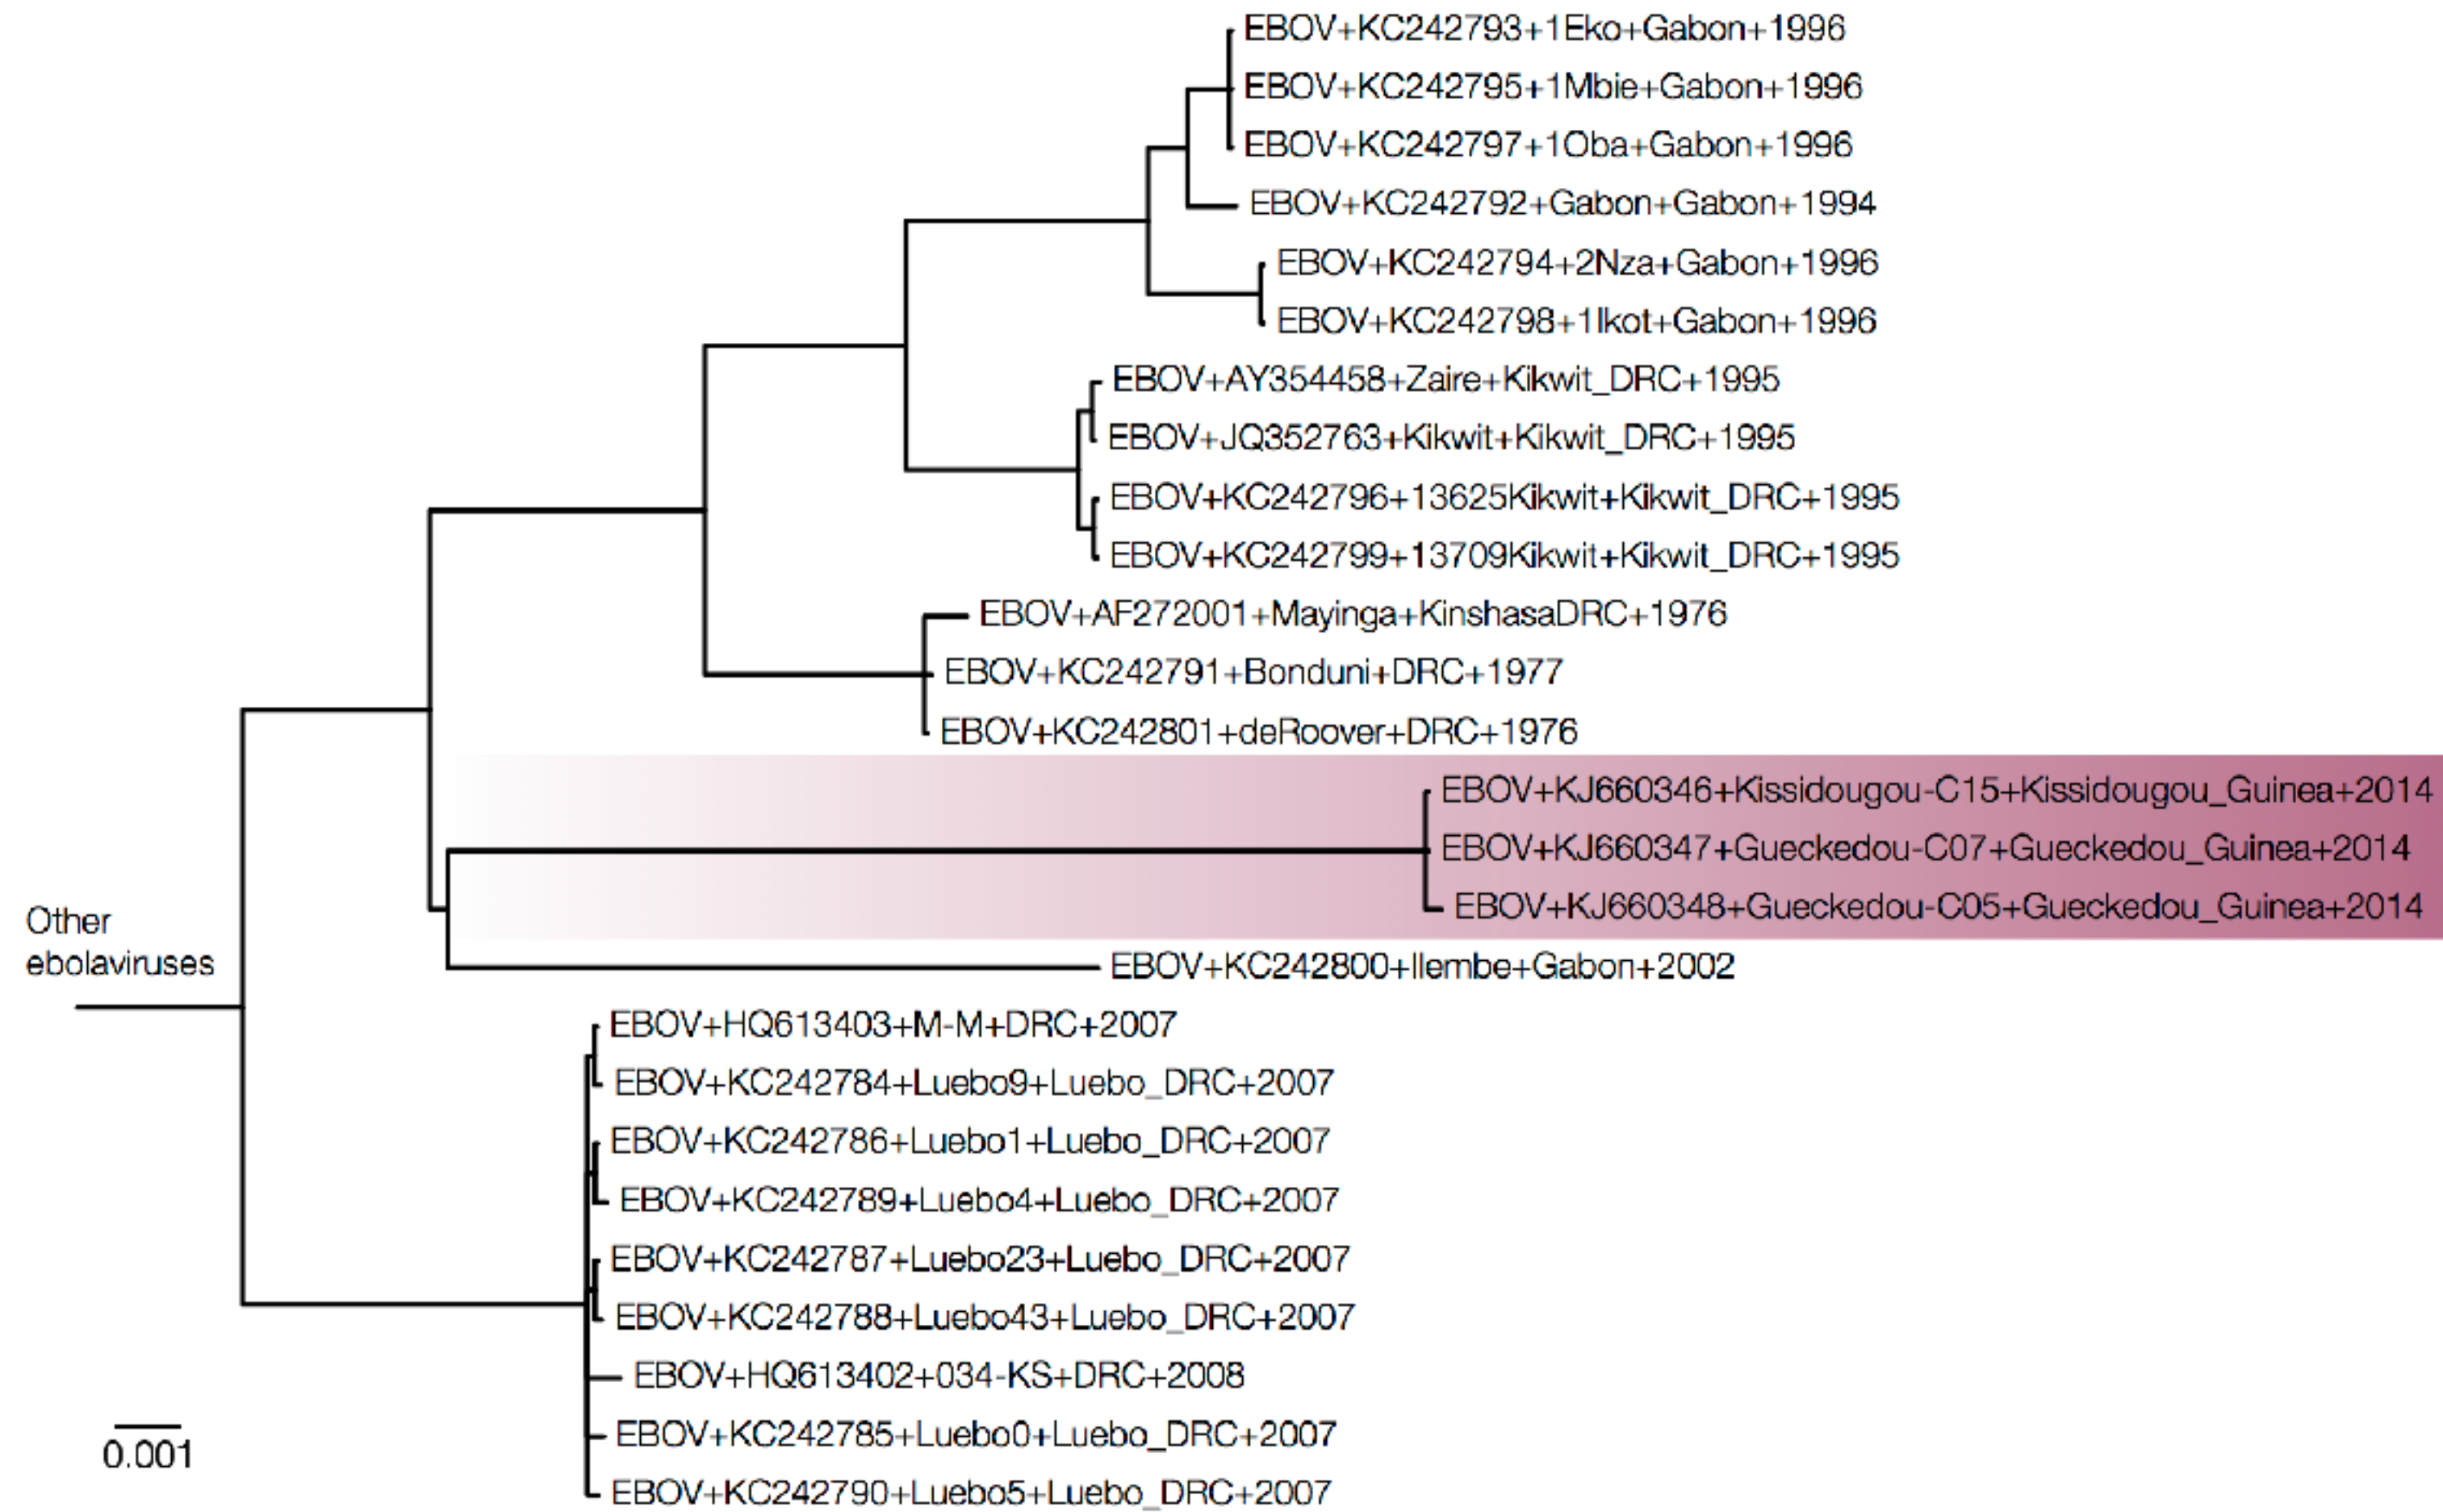 EBOV+KC242793+1Eko+Gabon+1996
EBOV+KC242795+1Mbie+Gabon+1996
EBOV+KC242797+1Oba+Gabon+1996
EBOV+KC242792+Gabon+Gabon+1994
EBOV+KC242794+2Nza+Gabon+1996
EBOV+KC242798+1Ikot+Gabon+1996
EBOV+AY354458+Zaire+Kikwit_DRC+1995
EBOV+JQ352763+Kikwit+Kikwit_DRC+1995
EBOV+KC242796+13625Kikwit+Kikwit_DRC+1995
EBOV+KC242799+13709Kikwit+Kikwit_DRC+1995
EBOV+AF272001+Mayinga+KinshasaDRC+1976
EBOV+KC242791+Bonduni+DRC+1977
EBOV+KC242801+deRoover+DRC+1976
EBOV+KJ660346+Kissidougou-C15+Kissidougou_Guinea+2014
EBOV+KJ660347+Gueckedou-C07+Gueckedou_Guinea+2014
EBOV+KJ660348+Gueckedou-C05+Gueckedou_Guinea+2014
Other
ebolaviruses
EBOV+KC242800+Ilembe+Gabon+2002
EBOV+HQ613403+M-M+DRC+2007
EBOV+KC242784+Luebo9+Luebo_DRC+2007
EBOV+KC242786+Luebo1+Luebo_DRC+2007
EBOV+KC242789+Luebo4+Luebo_DRC+2007
EBOV+KC242787+Luebo23+Luebo_DRC+2007
EBOV+KC242788+Luebo43+Luebo_DRC+2007
EBOV+HQ613402+034-KS+DRC+2008
EBOV+KC242785+Luebo0+Luebo_DRC+2007
EBOV+KC242790+Luebo5+Luebo_DRC+2007
0.001